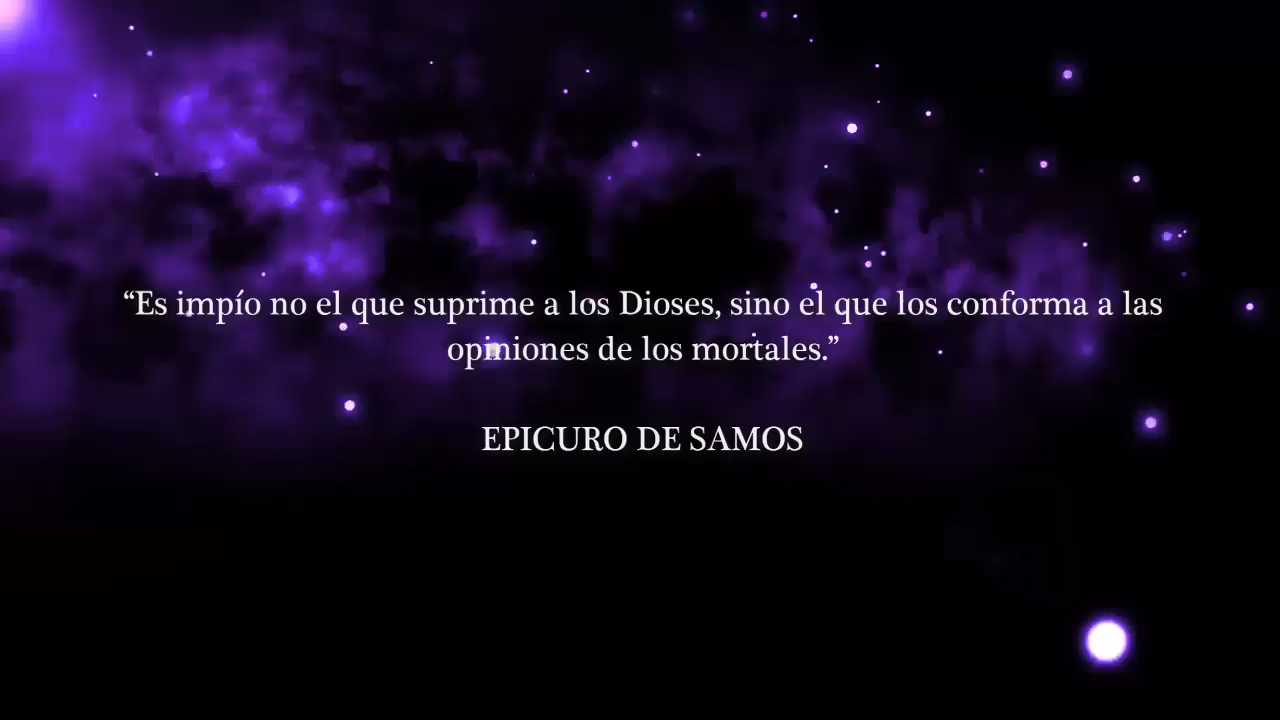 “Es impío no el que suprime a los Dioses, sino el que los conforma a las
opiniones de los mortales.”
EPICURO DE SAMOS